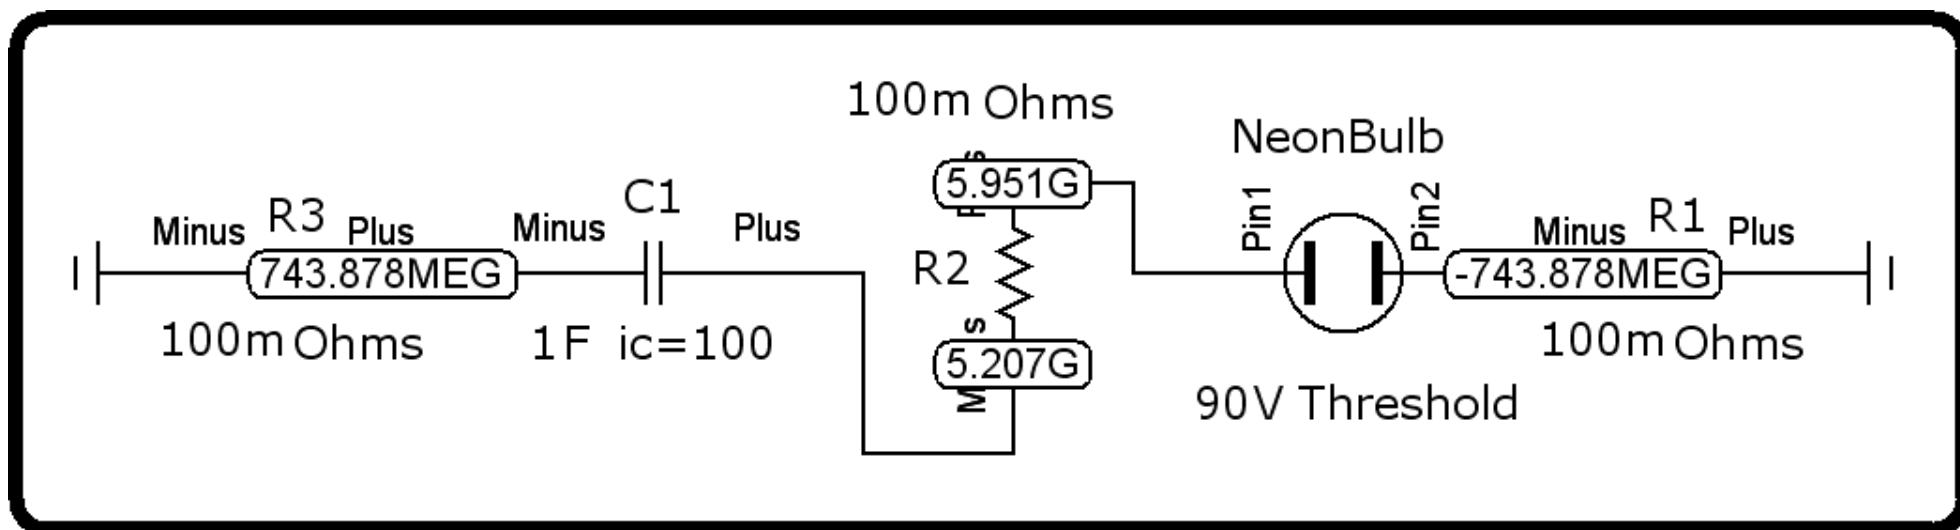 100m Ohms
NeonBulb
5.951G
Minus R3 Plus Minus C1 Plus
Pin1 Pin2
Minus R1 Plus
743.878MEG
R2
-743.878MEG
100m Ohms 1F ic=100
5.207G
100m Ohms
90V Threshold